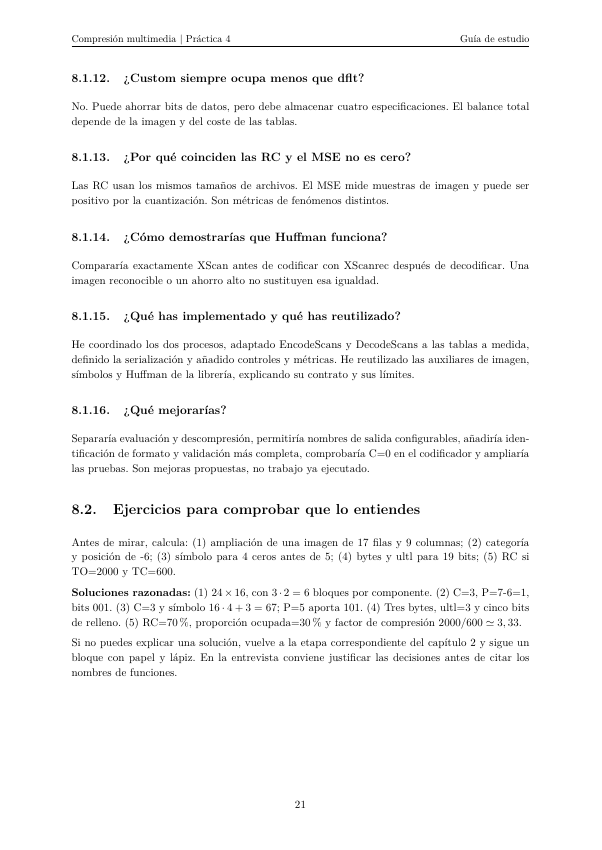 Compresión multimedia | Práctica 4 Guía de estudio
8.1.12. ¿Custom siempre ocupa menos que dflt?
No. Puede ahorrar bits de datos, pero debe almacenar cuatro especificaciones. El balance total
depende de la imagen y del coste de las tablas.
8.1.13. ¿Por qué coinciden las RC y el MSE no es cero?
Las RC usan los mismos tamaños de archivos. El MSE mide muestras de imagen y puede ser
positivo por la cuantización. Son métricas de fenómenos distintos.
8.1.14. ¿Cómo demostrarías que Huffman funciona?
Compararía exactamente XScan antes de codificar con XScanrec después de decodificar. Una
imagen reconocible o un ahorro alto no sustituyen esa igualdad.
8.1.15. ¿Qué has implementado y qué has reutilizado?
He coordinado los dos procesos, adaptado EncodeScans y DecodeScans a las tablas a medida,
definido la serialización y añadido controles y métricas. He reutilizado las auxiliares de imagen,
símbolos y Huffman de la librería, explicando su contrato y sus límites.
8.1.16. ¿Qué mejorarías?
Separaría evaluación y descompresión, permitiría nombres de salida configurables, añadiría iden-
tificación de formato y validación más completa, comprobaría C=0 en el codificador y ampliaría
las pruebas. Son mejoras propuestas, no trabajo ya ejecutado.
8.2. Ejercicios para comprobar que lo entiendes
Antes de mirar, calcula: (1) ampliación de una imagen de 17 filas y 9 columnas; (2) categoría
y posición de -6; (3) símbolo para 4 ceros antes de 5; (4) bytes y ultl para 19 bits; (5) RC si
TO=2000 y TC=600.
Soluciones razonadas: (1) 24 × 16, con 3 · 2 = 6 bloques por componente. (2) C=3, P=7-6=1,
bits 001. (3) C=3 y símbolo 16 · 4 + 3 = 67; P=5 aporta 101. (4) Tres bytes, ultl=3 y cinco bits
de relleno. (5) RC=70 %, proporción ocupada=30 % y factor de compresión 2000/600 ≃ 3,33.
Si no puedes explicar una solución, vuelve a la etapa correspondiente del capítulo 2 y sigue un
bloque con papel y lápiz. En la entrevista conviene justificar las decisiones antes de citar los
nombres de funciones.
21